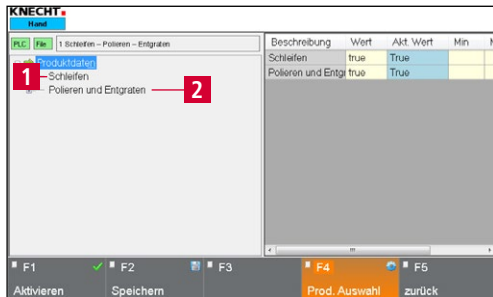 KNECHT
Hand
PLC File 1 Schleifen – Polieren – Entgraten
Produktdaten
1 Schleifen
Polieren und Entgraten 2
Beschreibung Wert Akt. Wert Min
Schleifen true True
Polieren und Entgr true True
F1 F2 F3 F4 F5
Aktivieren Speichern Prod. Auswahl zurück